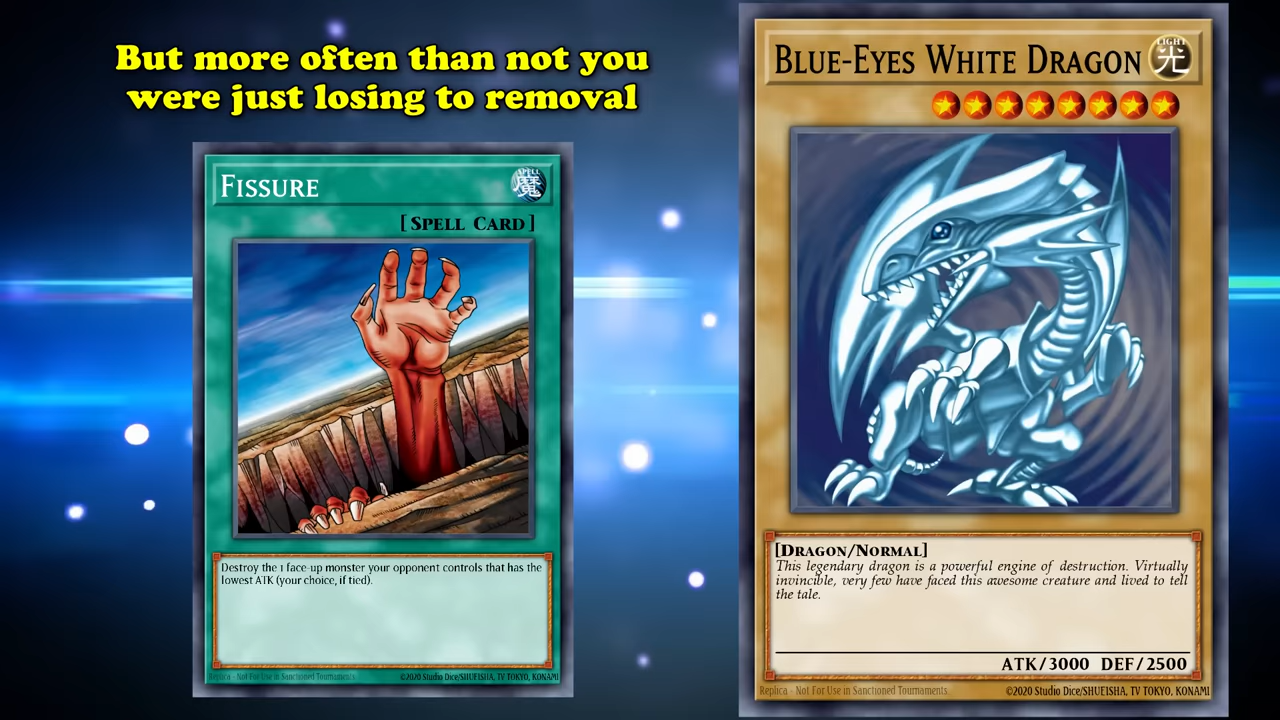 But more often than not you
were just losing to removal
FISSURE
SPELL
魔
[SPELL CARD]
Destroy the 1 face-up monster your opponent controls that has the
lowest ATK (your choice, if tied).
Replica - Not For Use in Sanctioned Tournaments
©2020 Studio Dice/SHUEISHA, TV TOKYO, KONAMI
BLUE-EYES WHITE DRAGON
LIGHT
光
[DRAGON/NORMAL]
This legendary dragon is a powerful engine of destruction. Virtually
invincible, very few have faced this awesome creature and lived to tell
the tale.
ATK/3000 DEF/2500
Replica - Not For Use in Sanctioned Tournaments.
©2020 Studio Dice/SHUEISHA, TV TOKYO, KONAMI